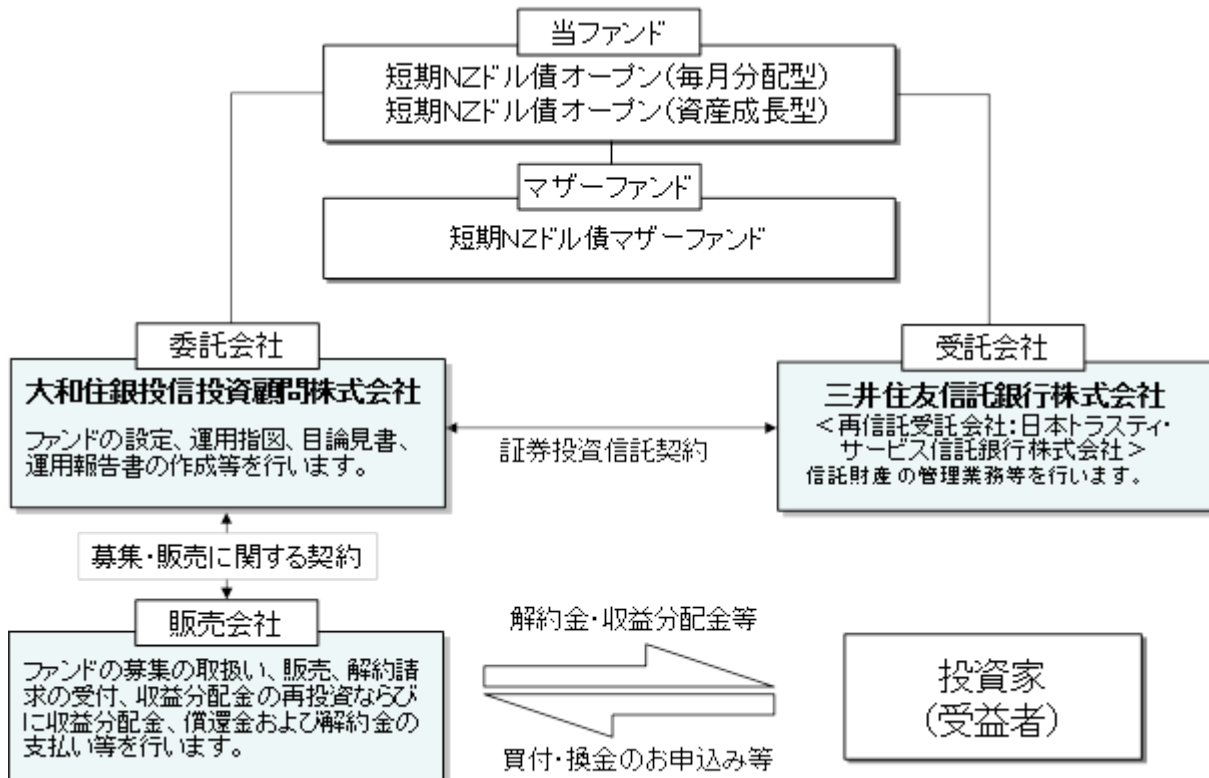 当ファンド
短期NZドル債オープン(毎月分配型)
短期NZドル債オープン(資産成長型)
マザーファンド
短期NZドル債マザーファンド
委託会社
大和住銀投信投資顧問株式会社
ファンドの設定、運用指図、目論見書、
運用報告書の作成等を行います。
証券投資信託契約
受託会社
三井住友信託銀行株式会社
<再信託受託会社:日本トラスティ・
サービス信託銀行株式会社>
信託財産の管理業務等を行います。
募集・販売に関する契約
販売会社
ファンドの募集の取扱い、販売、解約請
求の受付、収益分配金の再投資ならび
に収益分配金、償還金および解約金の
支払い等を行います。
解約金・収益分配金等
買付・換金のお申込み等
投資家
(受益者)